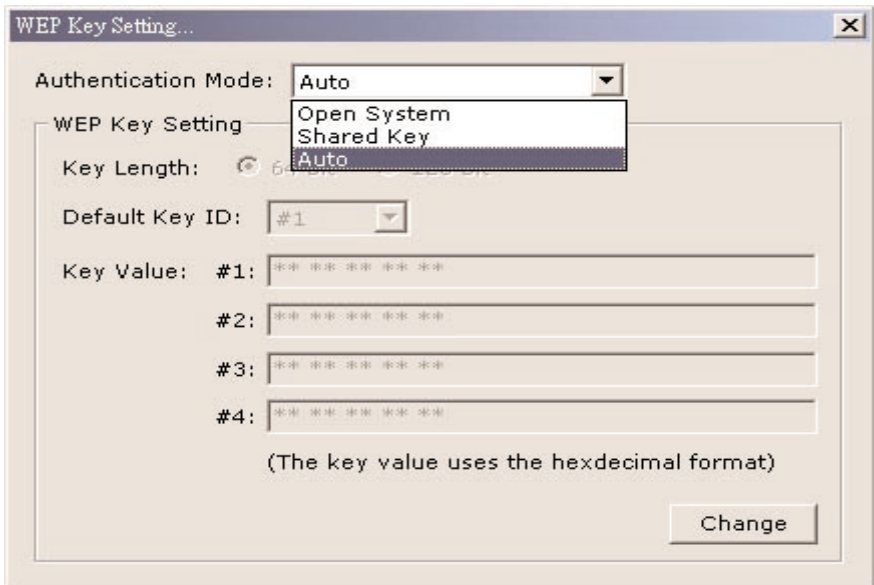 WEP Key Setting...
Authentication Mode: Auto
Open System
Shared Key
Auto
WEP Key Setting
Key Length:
Default Key ID: #1
Key Value: #1: ** ** ** ** **
#2: ** ** ** ** **
#3: ** ** ** ** **
#4: ** ** ** ** **
(The key value uses the hexdecimal format)
Change